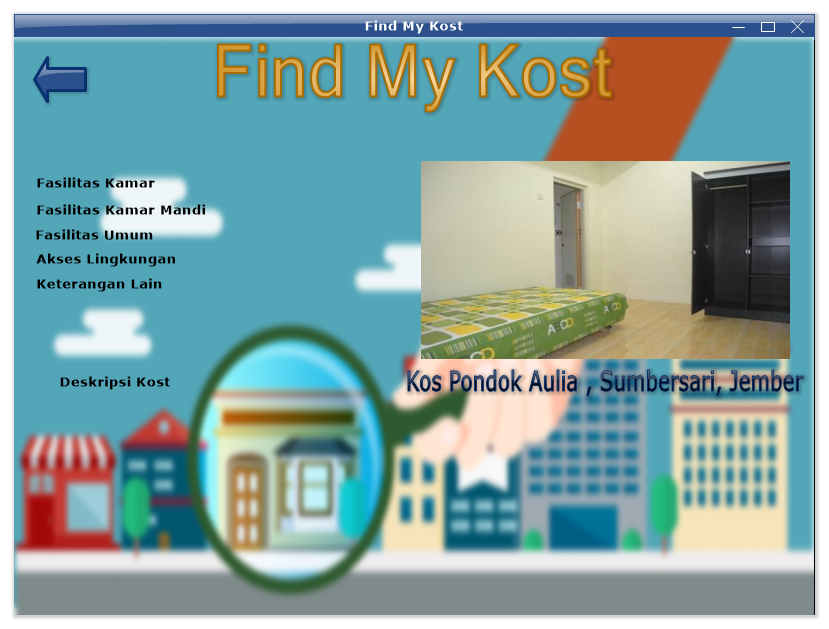 Find My Kost
Find My Kost
Fasilitas Kamar
Fasilitas Kamar Mandi
Fasilitas Umum
Akses Lingkungan
Keterangan Lain
Deskripsi Kost
Kos Pondok Aulia , Sumbersari, Jember